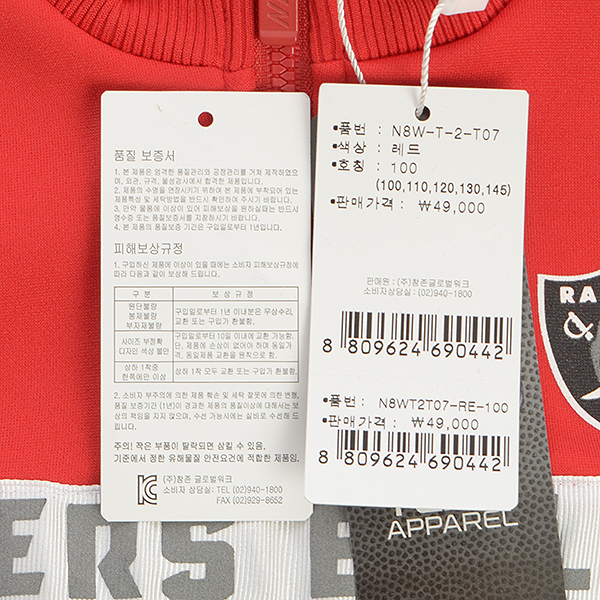 품질 보증서
1. 본 제품은 엄격한 품질관리와 공정관리를 거쳐 제작하였으
며, 외관, 규격, 물성검사에서 합격한 제품입니다.
2. 제품의 수명을 연장시키기 위해 본 제품에 부착되어 있는
제품특성 및 세탁방법을 반드시 확인하시기 바랍니다.
3. 만약 물품에 이상이 있어 피해보상을 원하실때는 반드시
영수증 또는 품질보증서를 지참하시기 바랍니다.
4. 본 제품의 품질보증 기간은 구입일로부터 1년입니다.
피해보상규정
1. 구입하신 제품에 이상이 있을 때에는 소비자 피해보상규정에
따라 다음과 같이 보상해 드립니다.
구 분 보 상 규 정
원단불량
봉제불량
부자재불량
구입일로부터 1년 이내분은 무상수리,
교환 또는 구입가 환불함.
사이즈 부정확
디자인 색상 불만
구입일로부터 10일 이내에 교환 가능함.
단, 제품에 손상이 없어야 하며 동일가
격, 동일제품 교환을 원칙으로 함.
상하 1착중
한쪽에만 이상
상하 1착 모두 교환 또는 구입가 환불함.
2. 소비자 부주의에 의한 제품 훼손 및 세탁 잘못에 의한 변형,
품질 보증기간 (1년)이 경과한 제품의 품질이상에 대해서는 보
상의 책임을 지지 않으며, 수선 가능시에는 실비로 수선해 드
립니다.
주의! 작은 부품이 탈락되면 삼킬 수 있음.
기준에서 정한 유해물질 안전요건에 적합한 제품임.
(주)창존 글로벌워크
소비자 상담실: TEL (02)940-1800
FAX (02)929-8652
•품번 : N8W-T-2-T07
•색상 : 레드
•호칭 : 100
(100,110,120,130,145)
•판매가격 : ₩49,000
판매원 : (주)창존글로벌워크
소비자상담실: (02)940-1800
8 809624 690442
•품번 : N8WT2T07-RE-100
•판매가격 : ₩49,000
8 809624 690442
APPAREL
RA
ERS